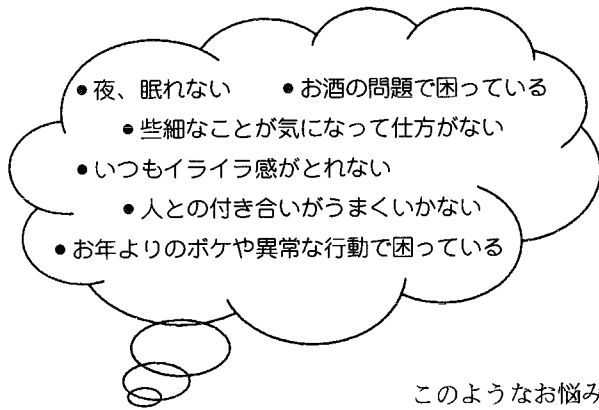 ●夜、眠れない ●お酒の問題で困っている
●些細なことが気になって仕方がない
●いつもイライラ感がとれない
●人との付き合いがうまくいかない
●お年よりのボケや異常な行動で困っている
このようなお悩み